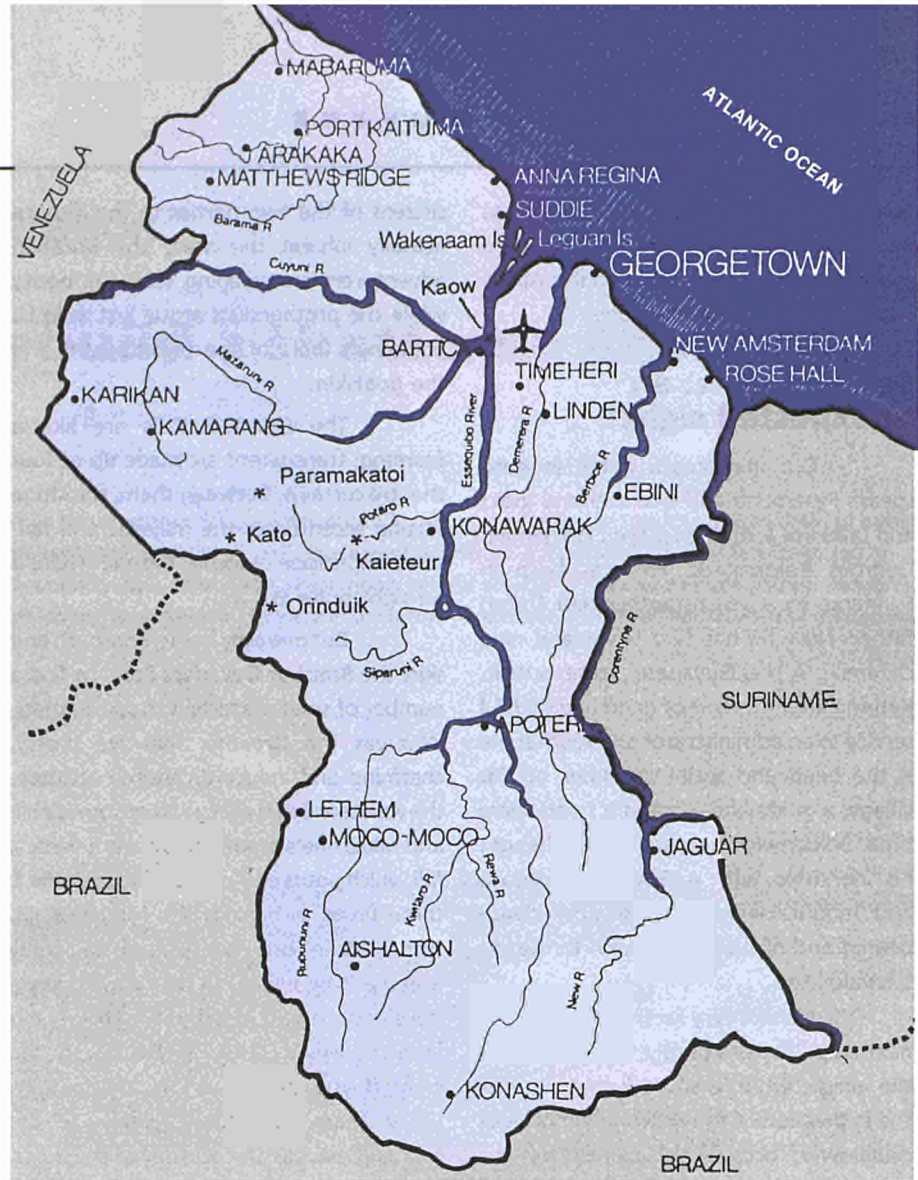 MABARUMA
ATLANTIC OCEAN
PORT KAITUMA
ARAKAKA
VENEZUELA
MATTHEWS RIDGE
ANNA REGINA
Barama R
SUDDIE
Wakenaam Is
Leguan Is.
Cuyuni R
GEORGETOWN
Kaow
BARTIC
NEW AMSTERDAM
Mazaruni R
TIMEHERI
ROSE HALL
KARIKAN
LINDEN
KAMARANG
Essequibo River
Demerera R
Berbice R
Paramakatoi
EBINI
Potaro R
KONAWARAK
Kato
Kaieteur
Orinduik
Siparuni R
Corentyne R
SURINAME
APOTERI
LETHEM
MOCO-MOCO
JAGUAR
BRAZIL
Rewa R
Kwitaro R
Rupununi R
AISHALTON
New R
KONASHEN
BRAZIL